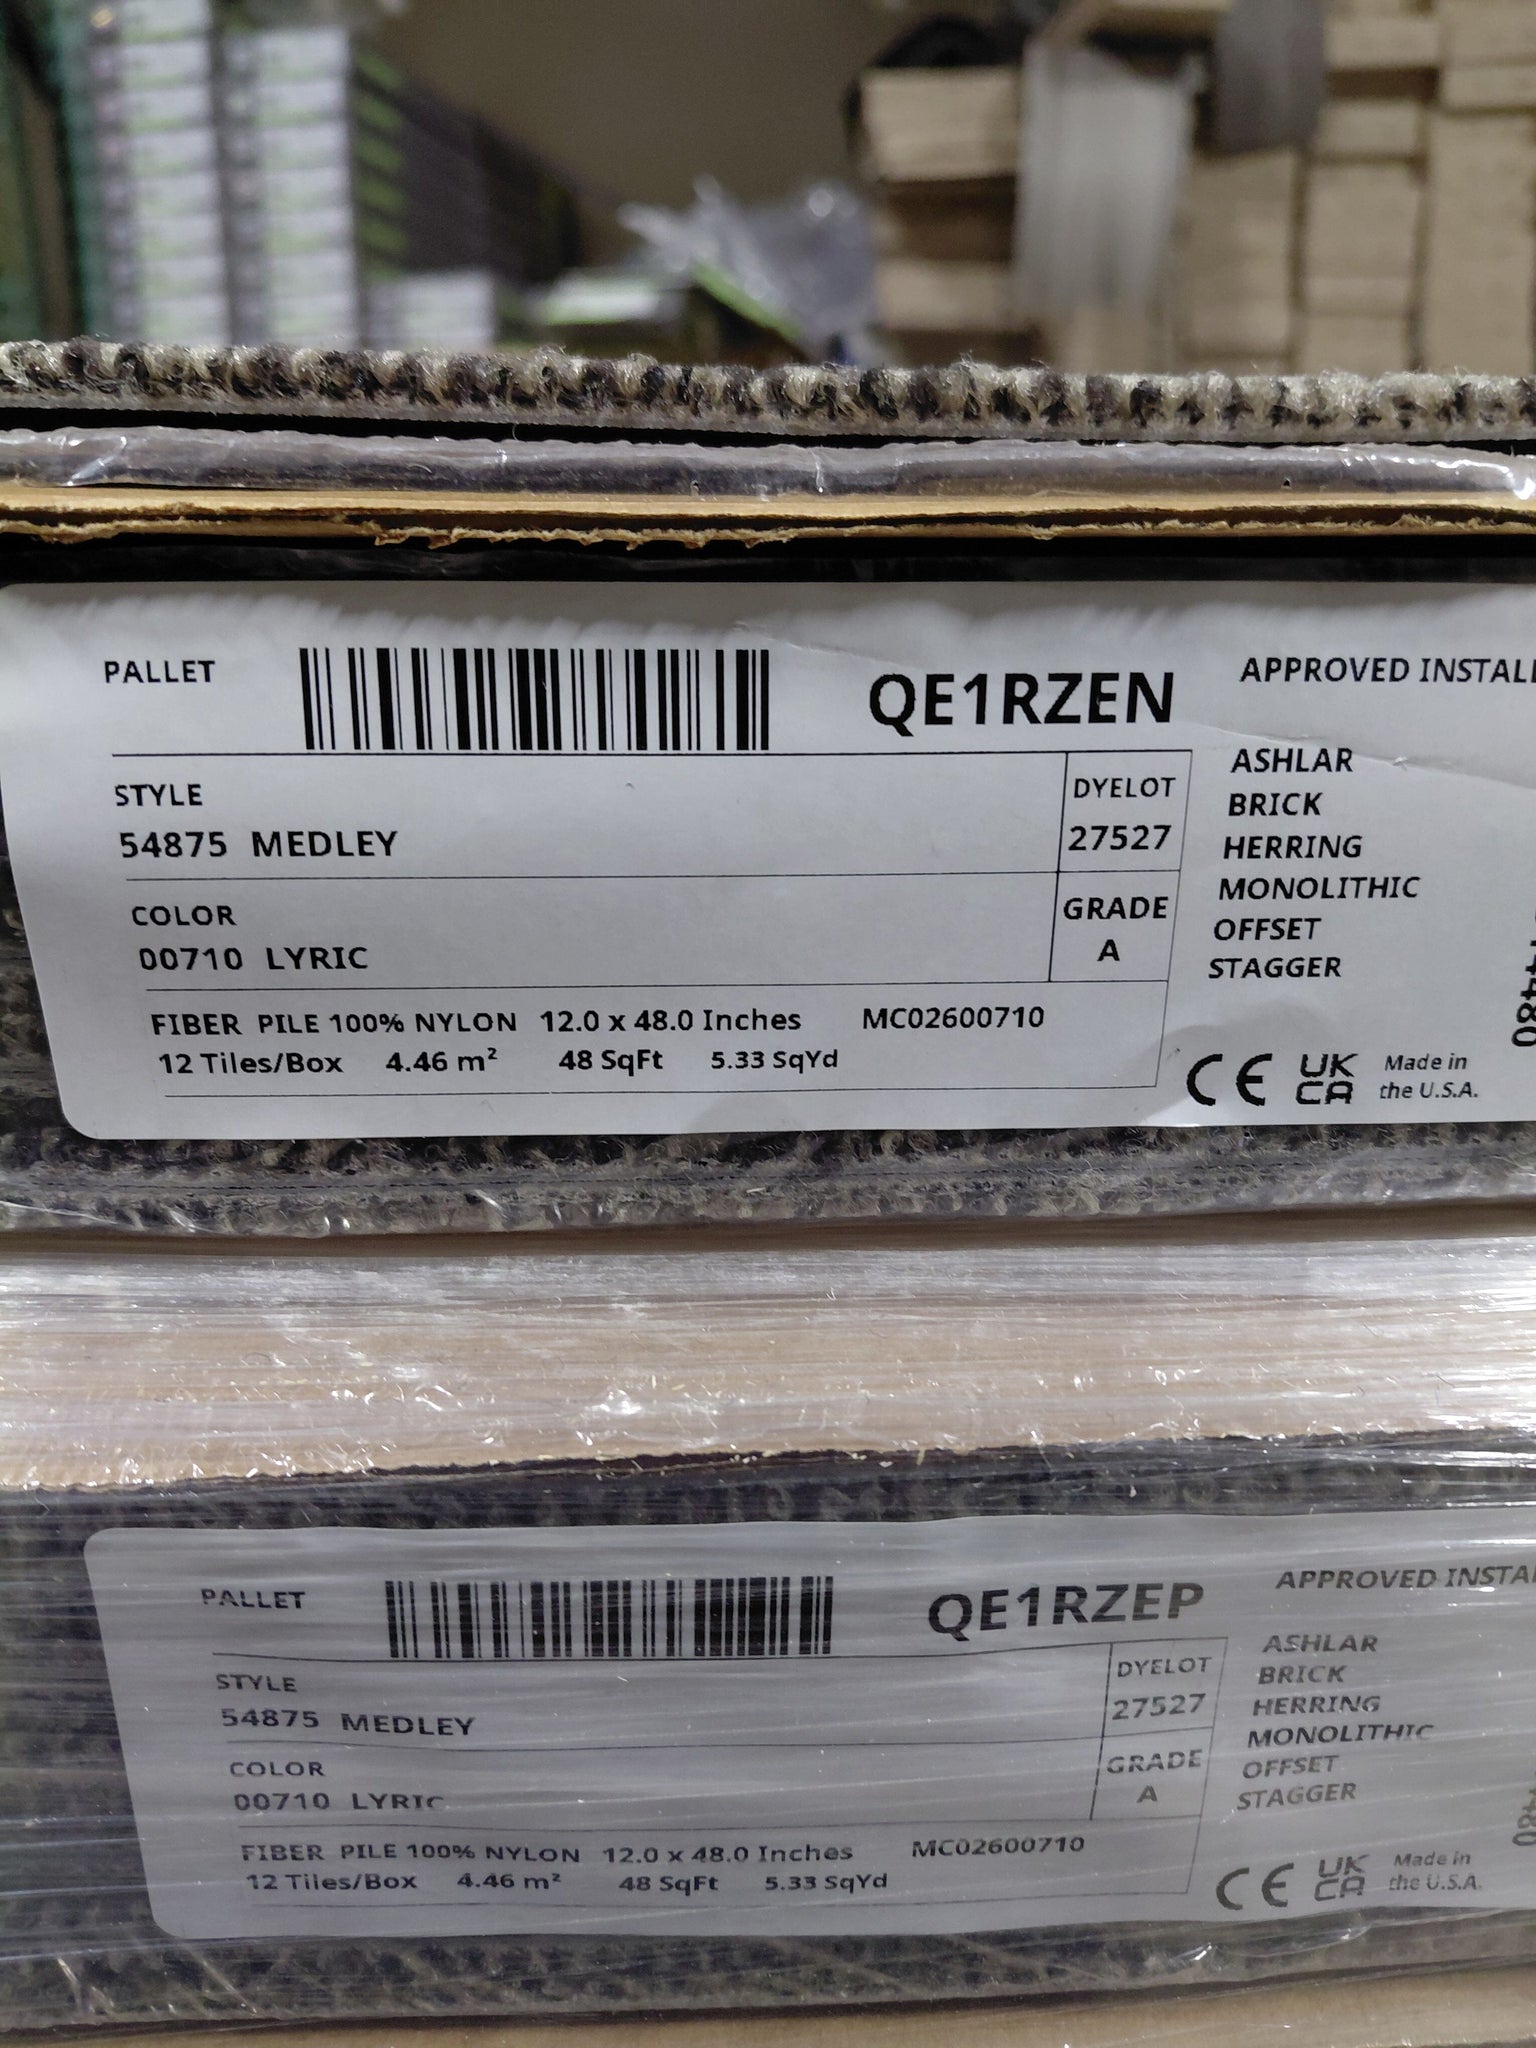 PALLET
QE1RZEN
APPROVED
STYLE
54875 MEDLEY
DYELOT
27527
COLOR
00710 LYRIC
GRADE
A
FIBER PILE 100% NYLON 12.0 x 48.0 Inches MC02600710
12 Tiles/Box 4.46 m² 48 SqFt 5.33 SqYd
ASHLAR
BRICK
HERRING
MONOLITHIC
OFFSET
STAGGER
CE
UK
CA
Made in
the U.S.A.
PALLET
QE1RZEP
APPROVED
STYLE
54875 MEDLEY
DYELOT
27527
COLOR
00710 LYRIC
GRADE
A
FIBER PILE 100% NYLON 12.0 x 48.0 Inches MC02600710
12 Tiles/Box 4.46 m² 48 SqFt 5.33 SqYd
ASHLAR
BRICK
HERRING
MONOLITHIC
OFFSET
STAGGER
CE
UK
CA
Made in
the U.S.A.